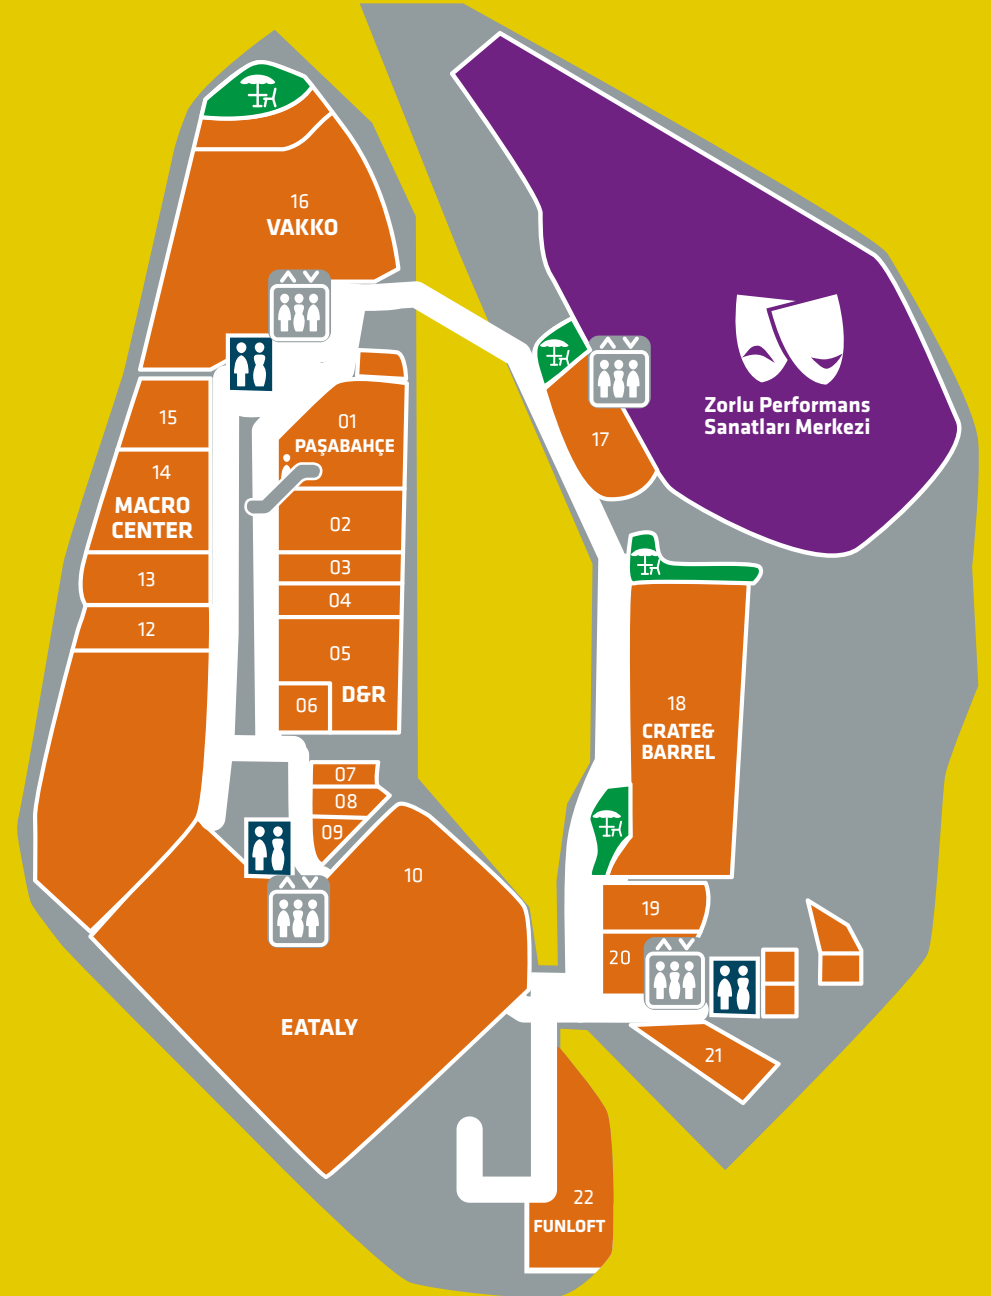 16
VAKKO
Zorlu Performans
Sanatları Merkezi
15
01
PAŞABAHÇE
17
14
MACRO
CENTER
02
13
03
04
12
05
D&R
06
18
CRATE&
BARREL
07
08
09
10
19
20
EATALY
21
22
FUNLOFT